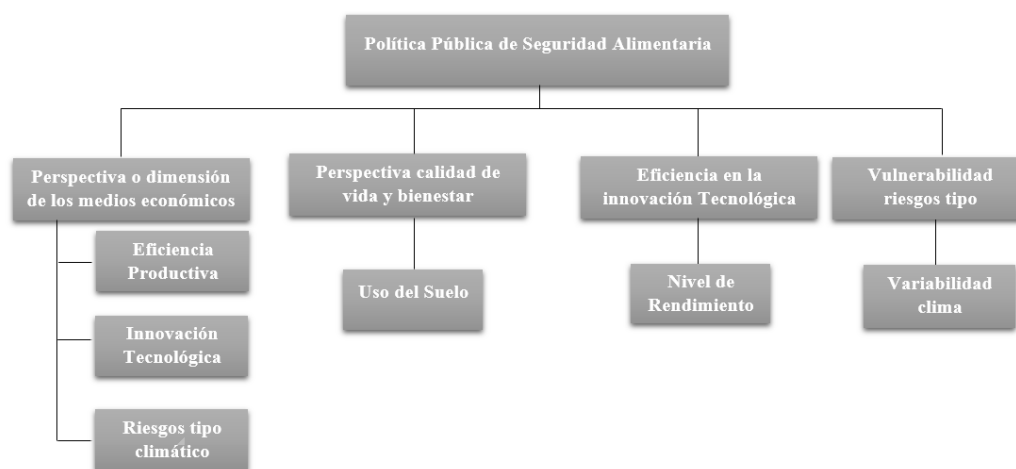 Política Pública de Seguridad Alimentaria
Perspectiva o dimensión
de los medios económicos
Eficiencia
Productiva
Innovación
Tecnológica
Riesgos tipo
climático
Perspectiva calidad de
vida y bienestar
Uso del Suelo
Eficiencia en la
innovación Tecnológica
Nivel de
Rendimiento
Vulnerabilidad
riesgos tipo
Variabilidad
clima